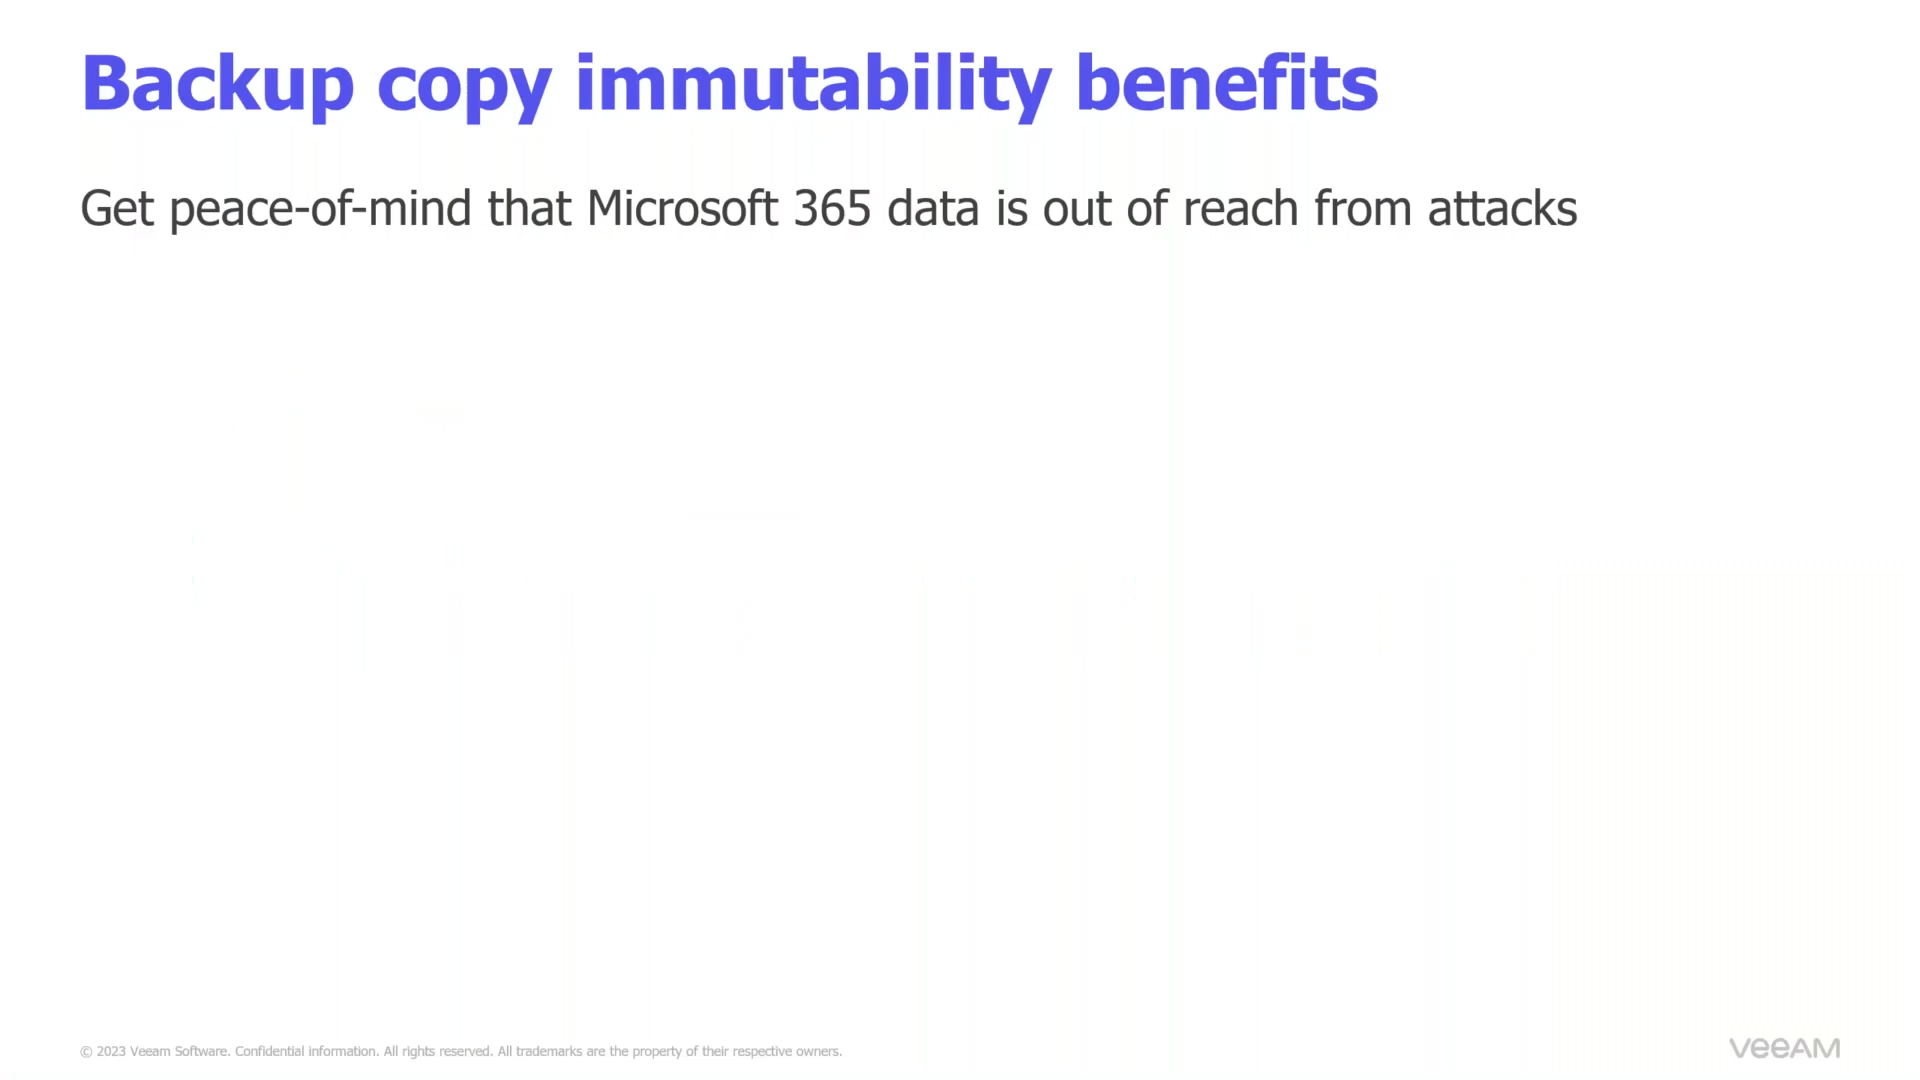 Backup copy immutability benefits
Get peace-of-mind that Microsoft 365 data is out of reach from attacks
© 2023 Veeam Software. Confidential information. All rights reserved. All trademarks are the property of their respective owners.
veeAM